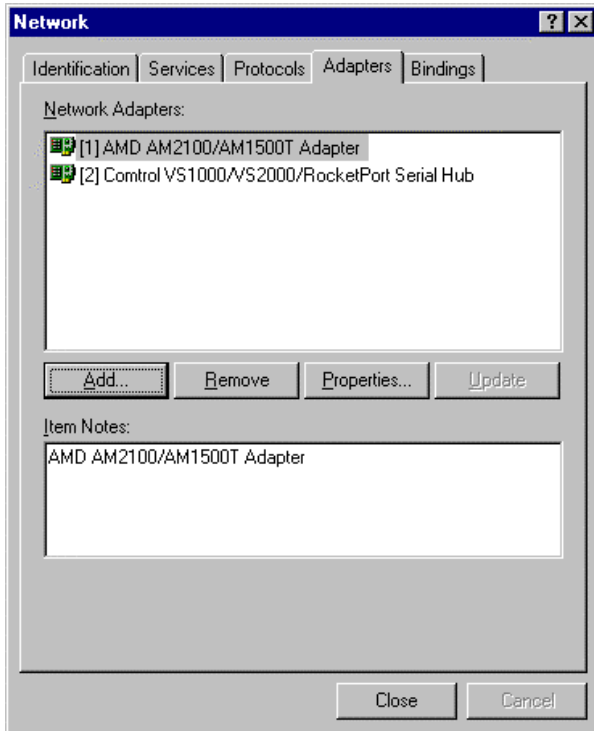 Network
Identification Services Protocols Adapters Bindings
Network Adapters:
[1] AMD AM2100/AM1500T Adapter
[2] Comtrol VS1000/VS2000/RocketPort Serial Hub
Add... Remove Properties... Update
Item Notes:
AMD AM2100/AM1500T Adapter
Close Cancel